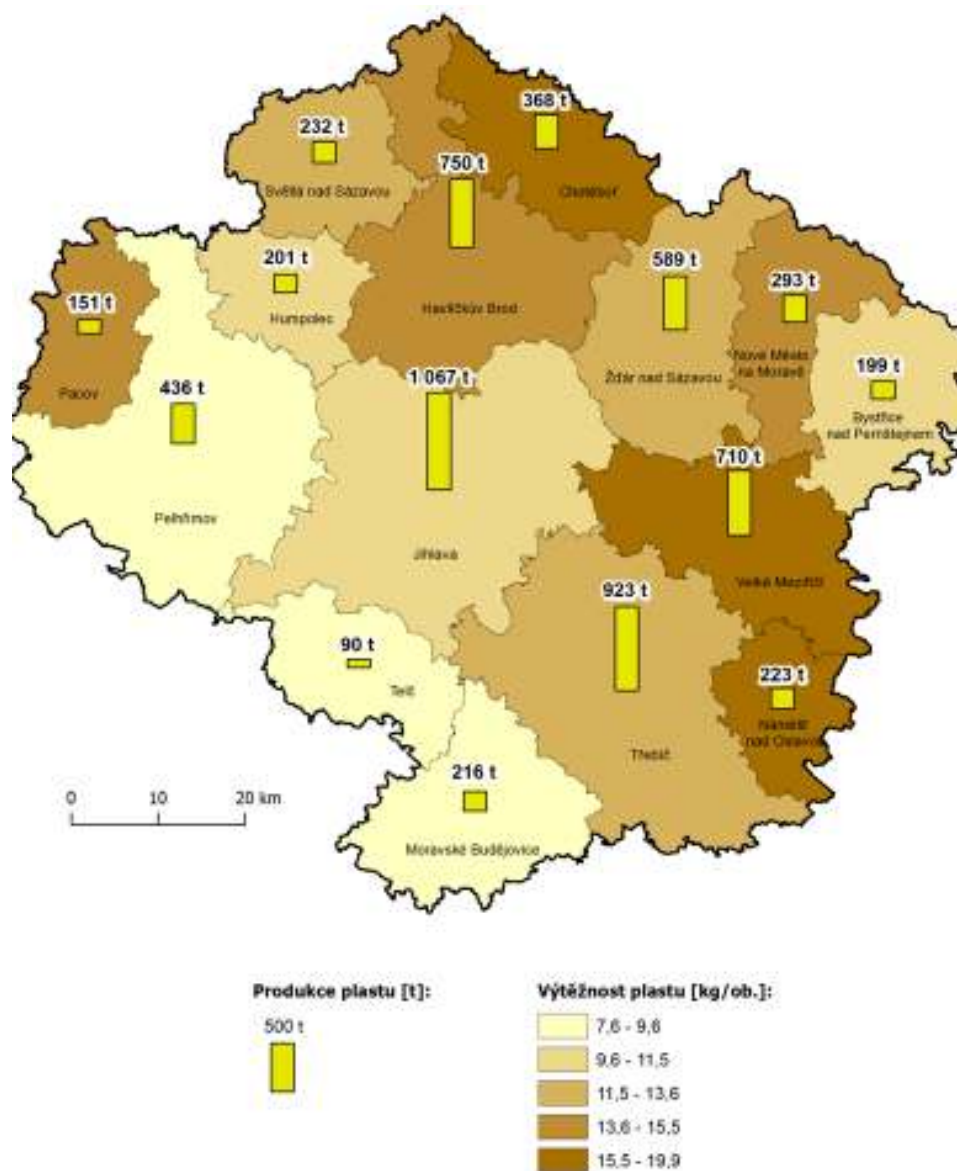 368 t
232 t
750 t
Chotěboř
Světlá nad Sázavou
201 t
589 t
293 t
151 t
Humpolec
Havlíčkův Brod
Nové Město
na Moravě
Žďár nad Sázavou
199 t
Pacov
436 t
1 067 t
Bystřice
nad Pernštejnem
710 t
Pelhřimov
Jihlava
Velké Meziříčí
923 t
90 t
223 t
Telč
Náměšť
nad Oslavou
Třebíč
216 t
0 10 20 km
Moravské Budějovice
Produkce plastu [t]:
500 t
Výtěžnost plastu [kg/ob.]:
7,6 - 9,6
9,6 - 11,5
11,5 - 13,6
13,6 - 15,5
15,5 - 19,9